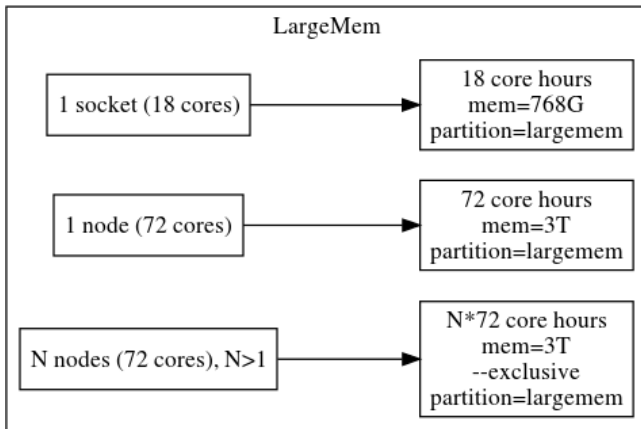 LargeMem
1 socket (18 cores)
18 core hours
mem=768G
partition=largemem
1 node (72 cores)
72 core hours
mem=3T
partition=largemem
N nodes (72 cores), N>1
N*72 core hours
mem=3T
--exclusive
partition=largemem